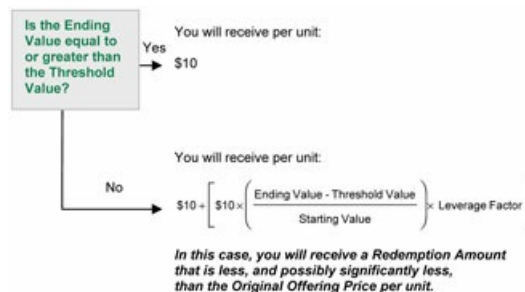 Is the Ending
Value equal to
or greater than
the Threshold
Value?
Yes
You will receive per unit:
$10
No
You will receive per unit:
$10 + [ $10 × ( Ending Value - Threshold Value / Starting Value ) × Leverage Factor
In this case, you will receive a Redemption Amount
that is less, and possibly significantly less,
than the Original Offering Price per unit.